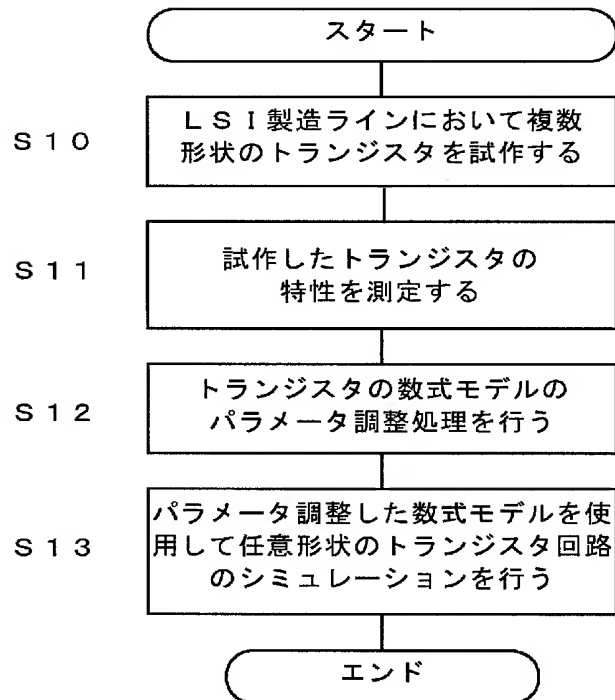 スタート
S10
LSI製造ラインにおいて複数
形状のトランジスタを試作する
S11
試作したトランジスタの
特性を測定する
S12
トランジスタの数式モデルの
パラメータ調整処理を行う
S13
パラメータ調整した数式モデルを使
用して任意形状のトランジスタ回路
のシミュレーションを行う
エンド